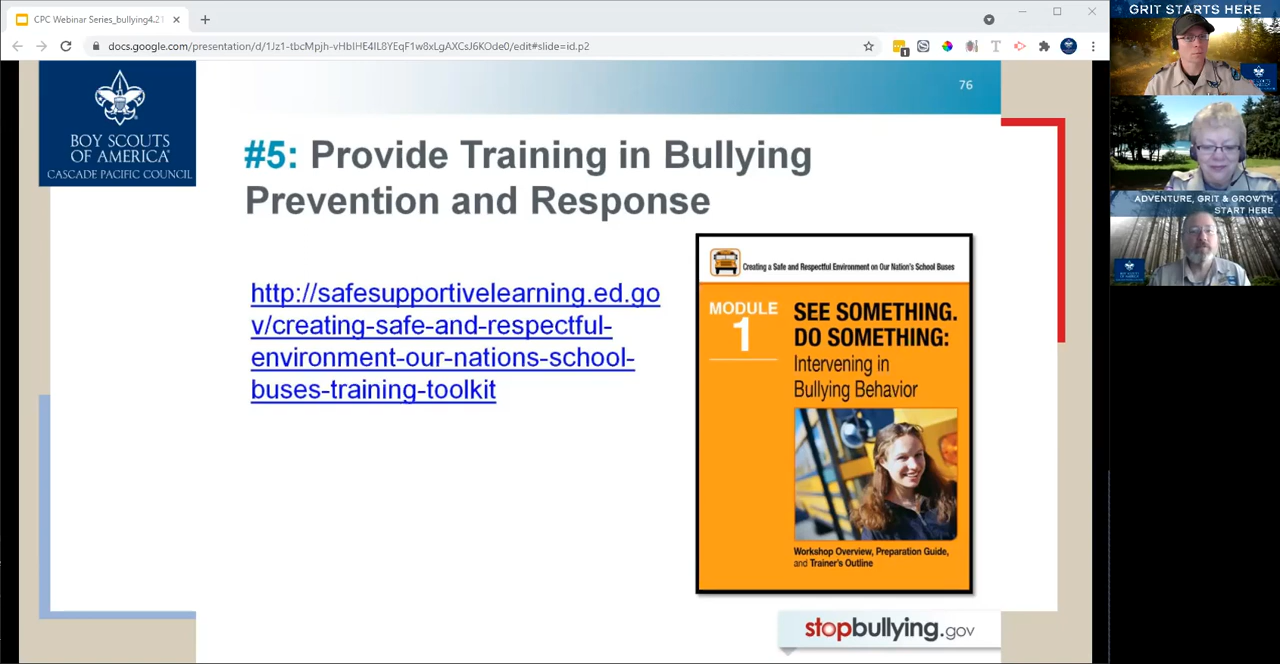 CPC Webinar Series_bullying4.21
docs.google.com/presentation/d/1Jz1-tbcMpjh-vHbIHE4IL8YEqF1w8xLgAXCsJ6KOde0/edit#slide=id.p2
76
BOY SCOUTS
OF AMERICA
CASCADE PACIFIC COUNCIL
#5: Provide Training in Bullying
Prevention and Response
http://safesupportivelearning.ed.go
v/creating-safe-and-respectful-
environment-our-nations-school-
buses-training-toolkit
Creating a Safe and Respectful Environment on Our Nation's School Buses
MODULE
1
SEE SOMETHING.
DO SOMETHING:
Intervening in
Bullying Behavior
Workshop Overview, Preparation Guide,
and Trainer's Outline
stopbullying.gov
GRIT STARTS HERE
ADVENTURE, GRIT & GROWTH
START HERE